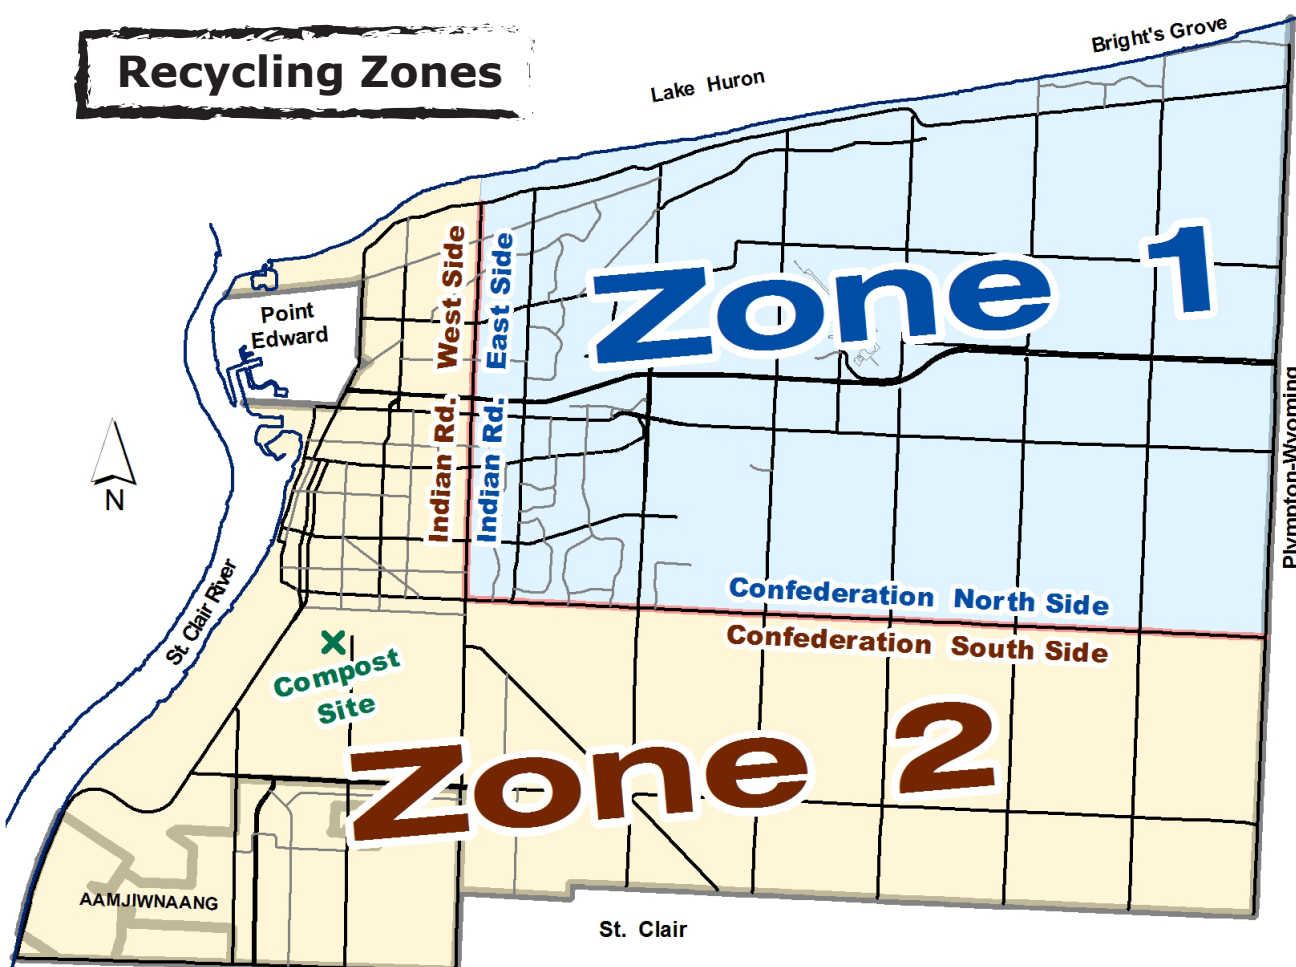 Recycling Zones
Bright's Grove
Lake Huron
Point
Edward
West Side
East Side
Zone 1
Indian Rd.
Indian Rd.
Plympton-Wyoming
N
St. Clair River
Confederation North Side
Confederation South Side
Compost
Site
Zone 2
AAMJIWNAANG
St. Clair